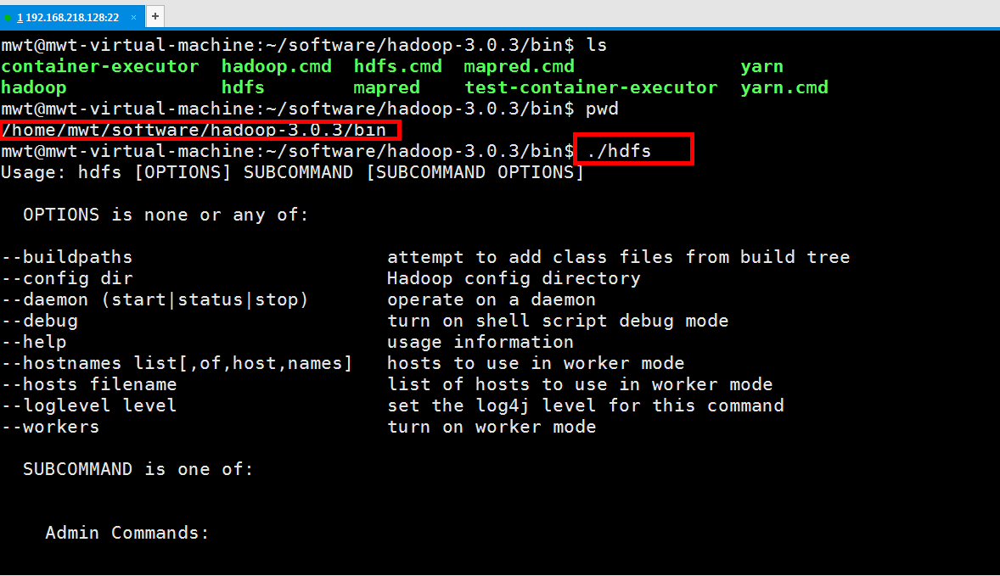 1 192.168.218.128:22 × +
mwt@mwt-virtual-machine:~/software/hadoop-3.0.3/bin$ ls
container-executor hadoop.cmd hdfs.cmd mapred.cmd yarn
hadoop hdfs mapred test-container-executor yarn.cmd
mwt@mwt-virtual-machine:~/software/hadoop-3.0.3/bin$ pwd
/home/mwt/software/hadoop-3.0.3/bin
mwt@mwt-virtual-machine:~/software/hadoop-3.0.3/bin$ ./hdfs
Usage: hdfs [OPTIONS] SUBCOMMAND [SUBCOMMAND OPTIONS]
OPTIONS is none or any of:
--buildpaths attempt to add class files from build tree
--config dir Hadoop config directory
--daemon (start|status|stop) operate on a daemon
--debug turn on shell script debug mode
--help usage information
--hostnames list[,of,host,names] hosts to use in worker mode
--hosts filename list of hosts to use in worker mode
--loglevel level set the log4j level for this command
--workers turn on worker mode
SUBCOMMAND is one of:
Admin Commands: